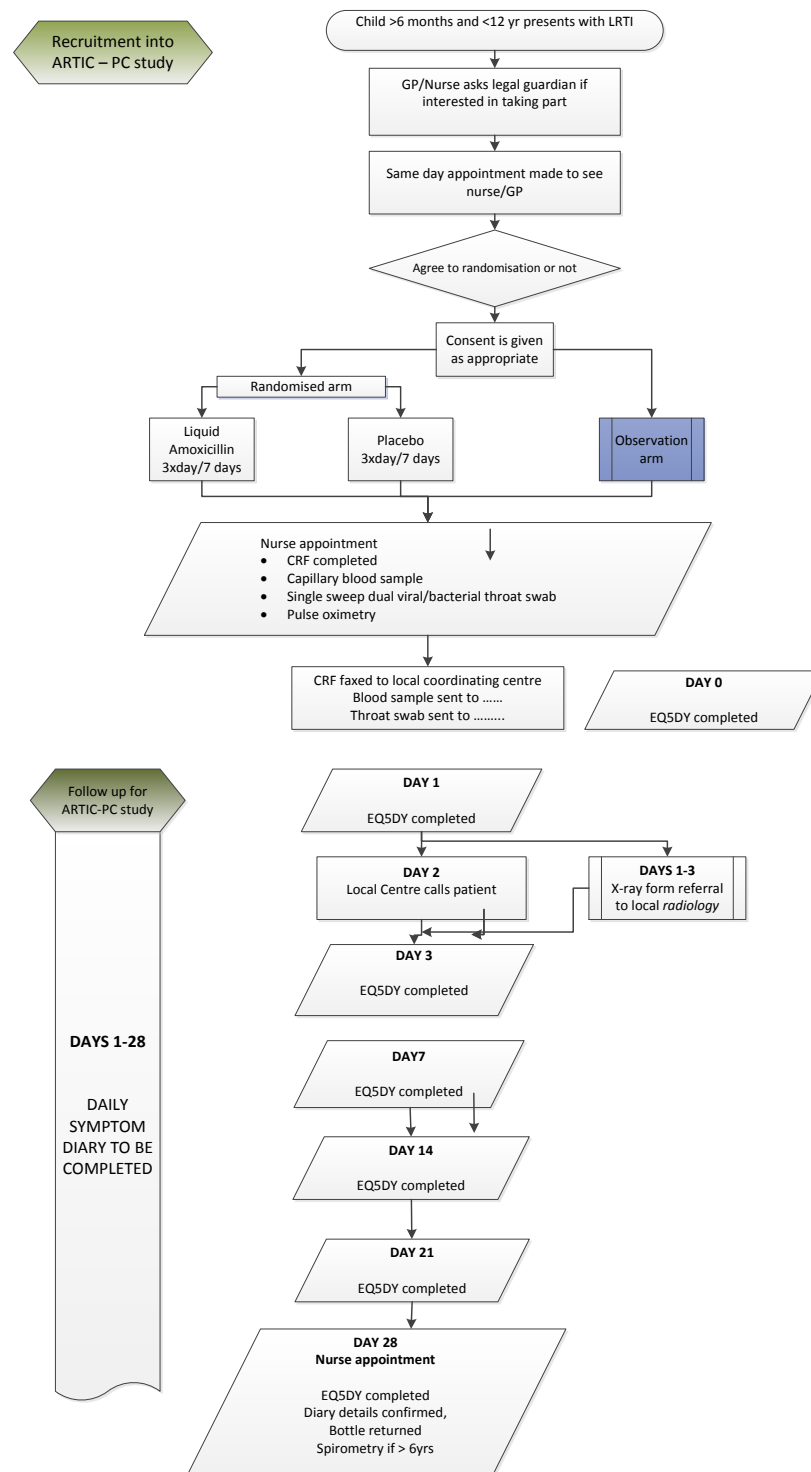 Recruitment into
ARTIC – PC study
Child >6 months and <12 yr presents with LRTI
GP/Nurse asks legal guardian if
interested in taking part
Same day appointment made to see
nurse/GP
Agree to randomisation or not
Consent is given
as appropriate
Randomised arm
Liquid
Amoxicillin
3xday/7 days
Placebo
3xday/7 days
Observation
arm
Nurse appointment
• CRF completed
• Capillary blood sample
• Single sweep dual viral/bacterial throat swab
• Pulse oximetry
CRF faxed to local coordinating centre
Blood sample sent to ……
Throat swab sent to ……...
DAY 0
EQ5DY completed
Follow up for
ARTIC-PC study
DAY 1
EQ5DY completed
DAY 2
Local Centre calls patient
DAYS 1-3
X-ray form referral
to local radiology
DAY 3
EQ5DY completed
DAYS 1-28
DAILY
SYMPTOM
DIARY TO BE
COMPLETED
DAY7
EQ5DY completed
DAY 14
EQ5DY completed
DAY 21
EQ5DY completed
DAY 28
Nurse appointment
EQ5DY completed
Diary details confirmed,
Bottle returned
Spirometry if > 6yrs